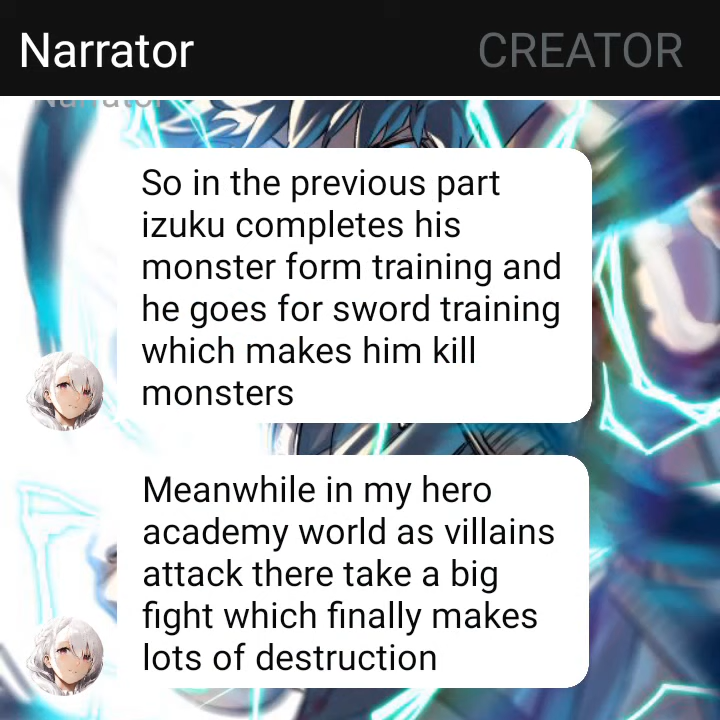 Narrator CREATOR
Narrator
So in the previous part
izuku completes his
monster form training and
he goes for sword training
which makes him kill
monsters
Meanwhile in my hero
academy world as villains
attack there take a big
fight which finally makes
lots of destruction